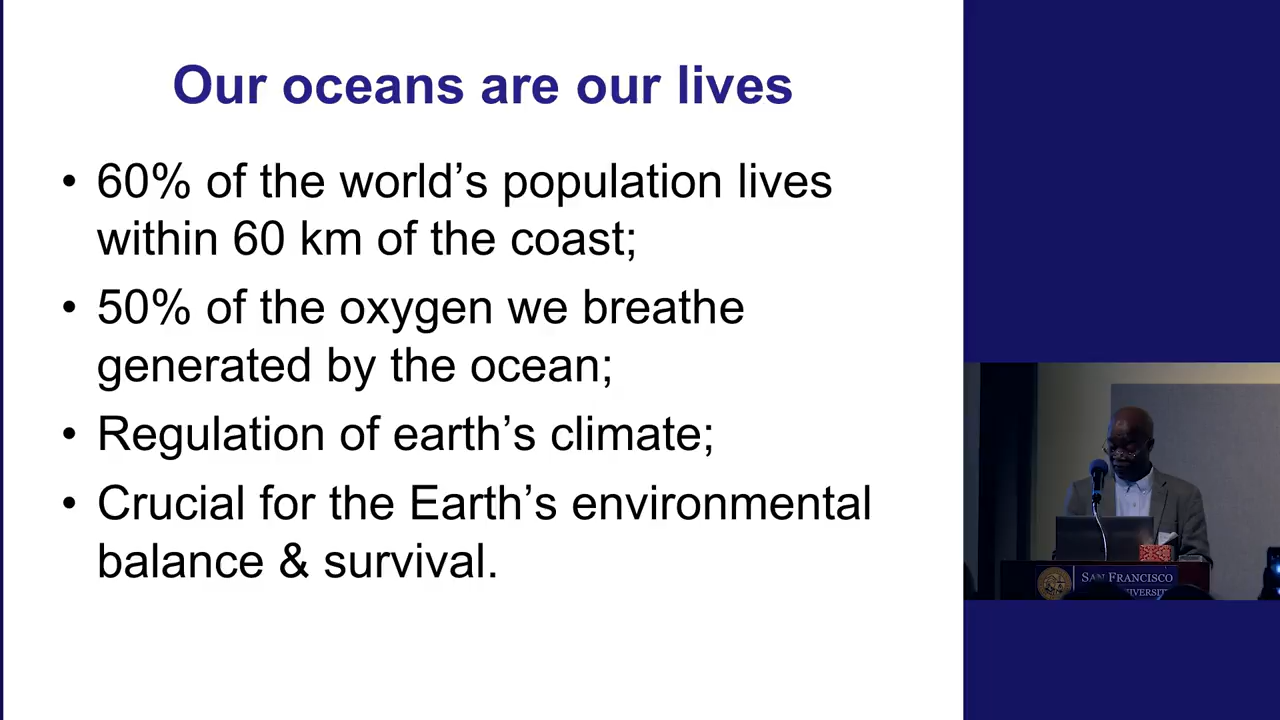 Our oceans are our lives
• 60% of the world’s population lives
within 60 km of the coast;
• 50% of the oxygen we breathe
generated by the ocean;
• Regulation of earth’s climate;
• Crucial for the Earth’s environmental
balance & survival.
SAN FRANCISCO